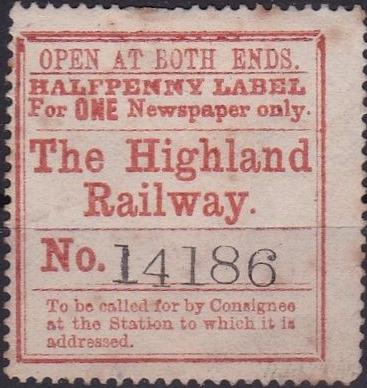 OPEN AT BOTH ENDS.
HALFPENNY LABEL
For ONE Newspaper only.
The Highland
Railway.
No. 14186
To be called for by Consignee
at the Station to which it is
addressed.